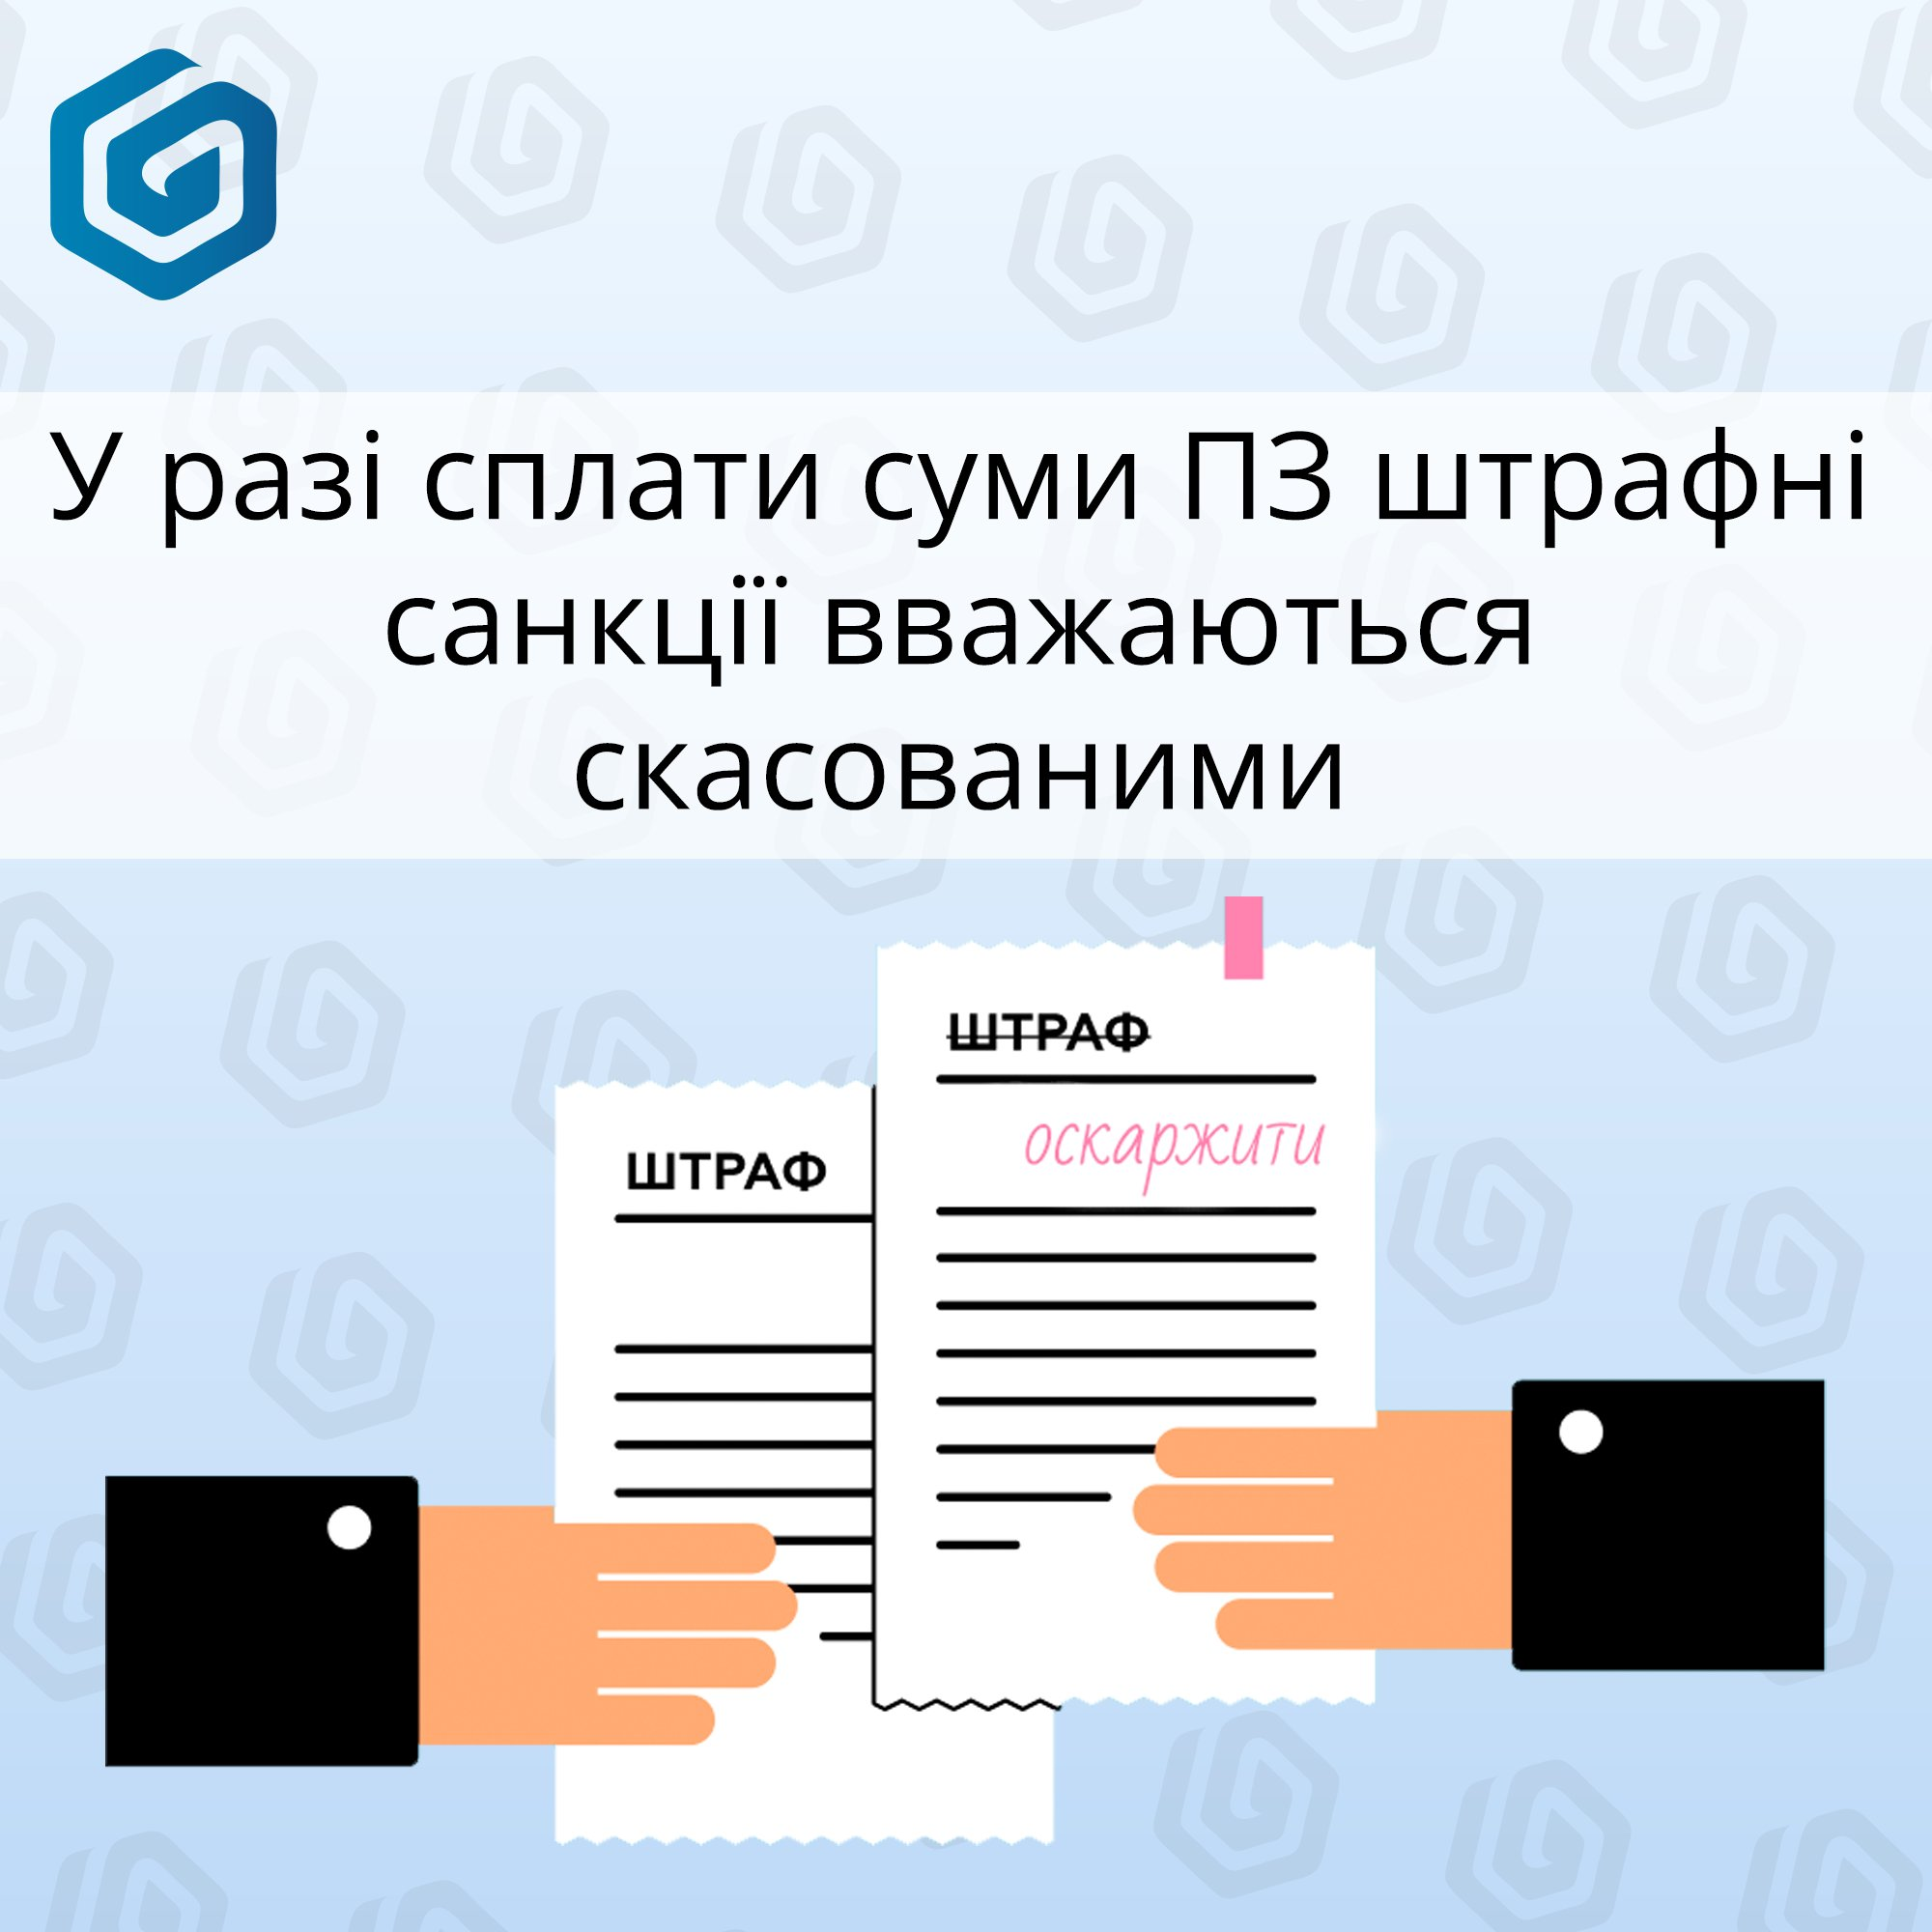 У разі сплати суми ПЗ штрафні
санкції вважаються
скасованими
ШТРАФ
оскаржити
ШТРАФ